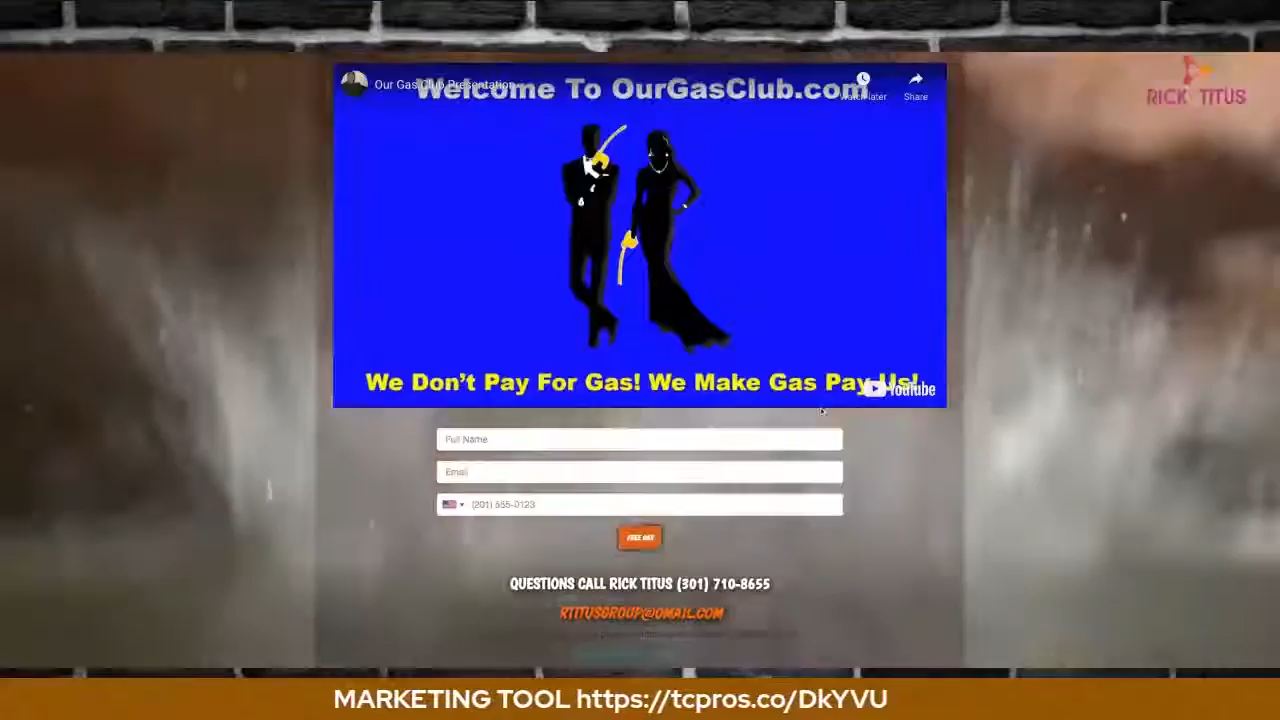 Our Gas Club Presentation
Welcome To OurGasClub.com
Watch later
Share
RICK TITUS
We Don't Pay For Gas! We Make Gas Pay Us!
YouTube
Full Name
Email
(201) 555-0123
QUESTIONS CALL RICK TITUS (301) 710-8655
RTITUSGROUP@GMAIL.COM
MARKETING TOOL https://tcpros.co/DkYVU